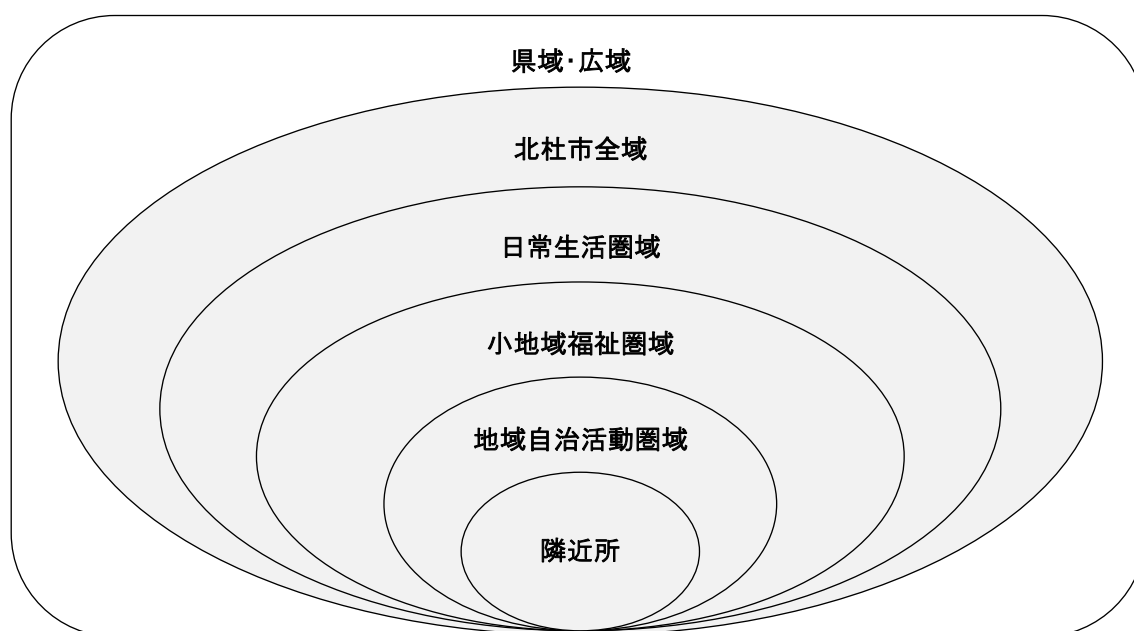 県域・広域
北杜市全域
日常生活圏域
小地域福祉圏域
地域自治活動圏域
隣近所